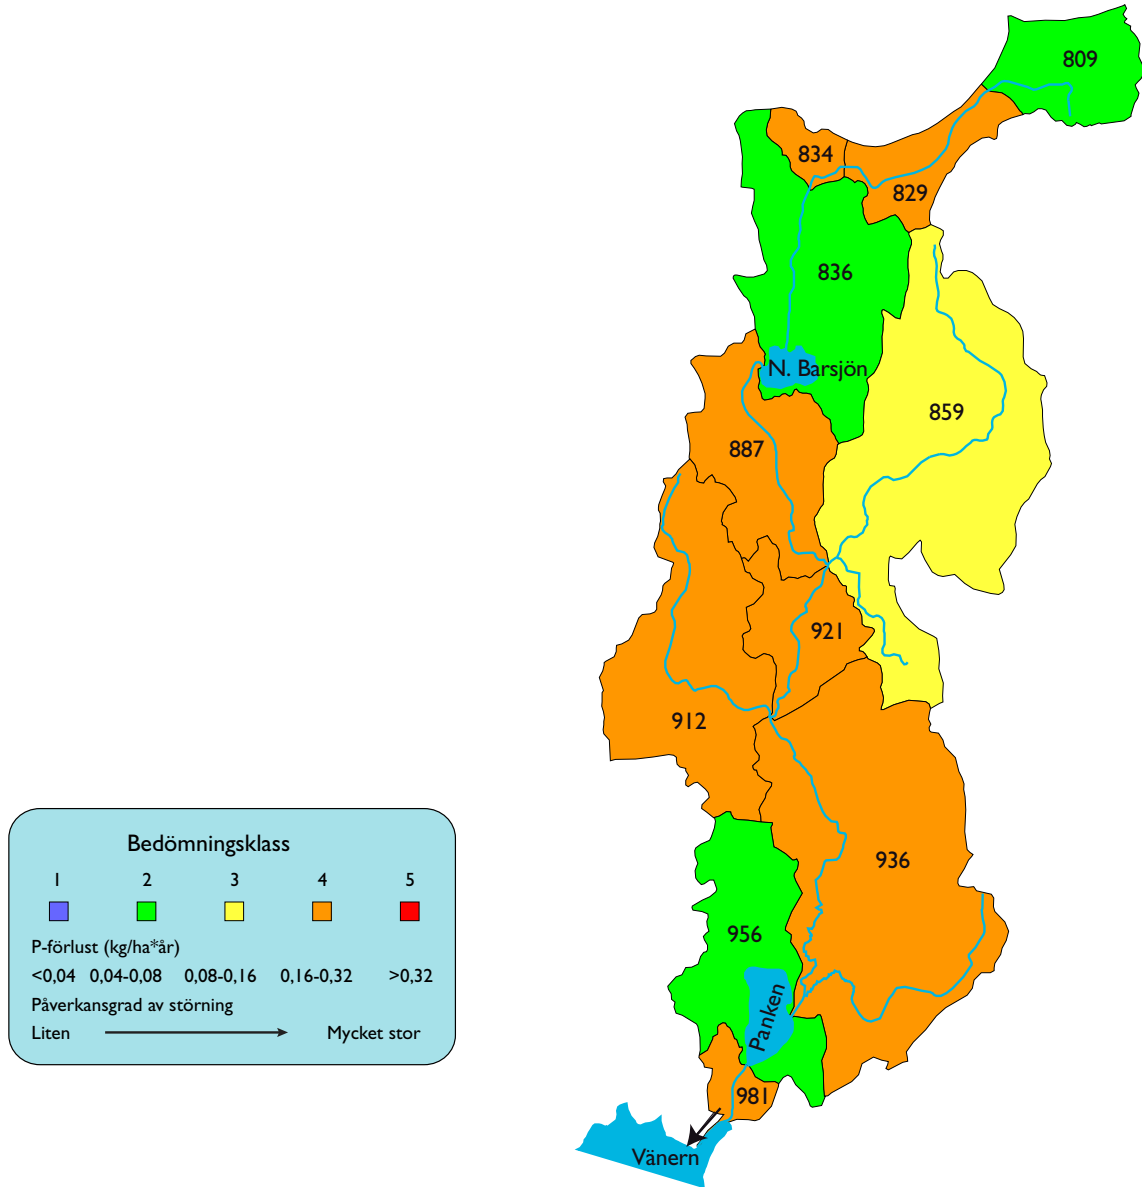 809
834
829
836
N. Barsjön
859
887
921
912
936
956
Panken
981
Vänern
Bedömningsklass
1 2 3 4 5
P-förlust (kg/ha*år)
<0,04 0,04-0,08 0,08-0,16 0,16-0,32 >0,32
Påverkansgrad av störning
Liten Mycket stor